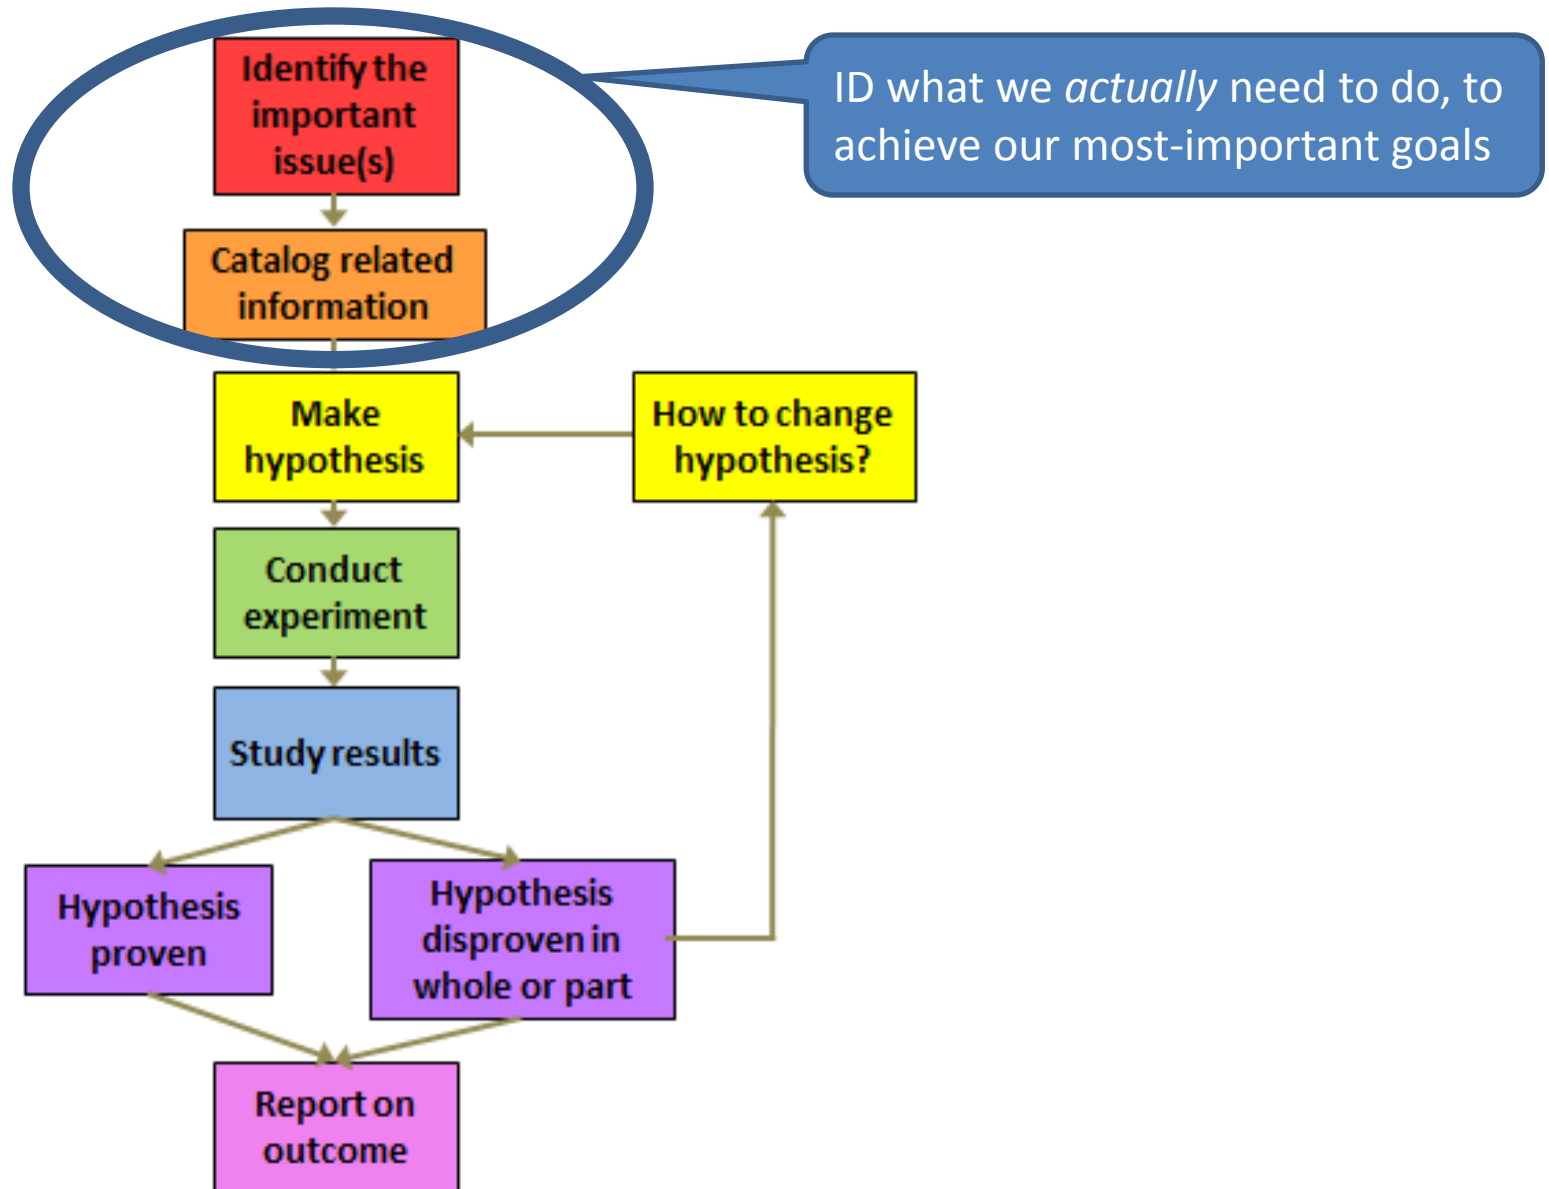 Identify the
important
issue(s)
ID what we actually need to do, to
achieve our most-important goals
Catalog related
information
Make
hypothesis
How to change
hypothesis?
Conduct
experiment
Study results
Hypothesis
proven
Hypothesis
disproven in
whole or part
Report on
outcome